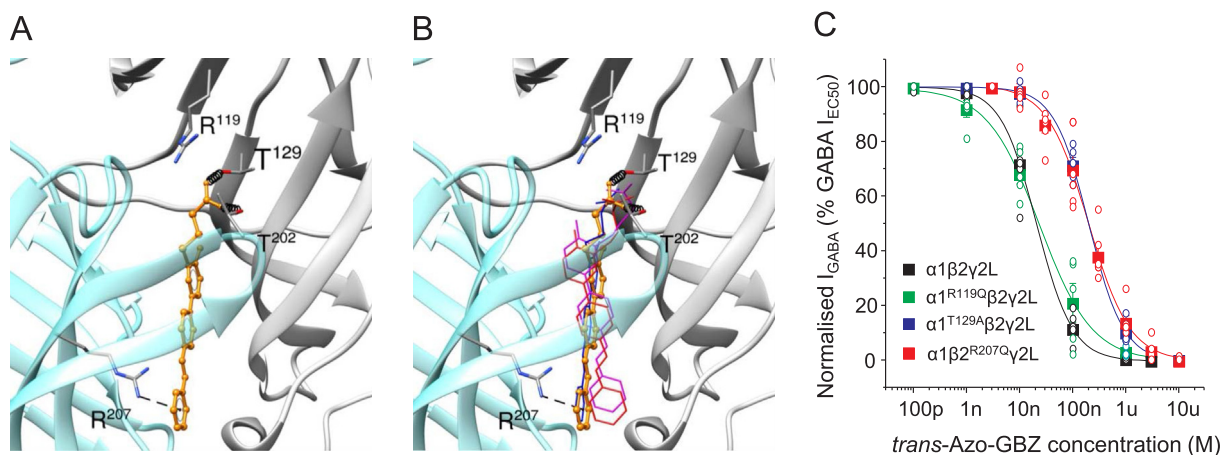 A
B
C
R119
T129
T202
R207
R119
T129
T202
R207
Normalised IGABA (% GABA IEC50)
100
80
60
40
20
0
α1β2γ2L
α1R119Qβ2γ2L
α1T129Aβ2γ2L
α1β2R207Qγ2L
100p 1n 10n 100n 1u 10u
trans-Azo-GBZ concentration (M)